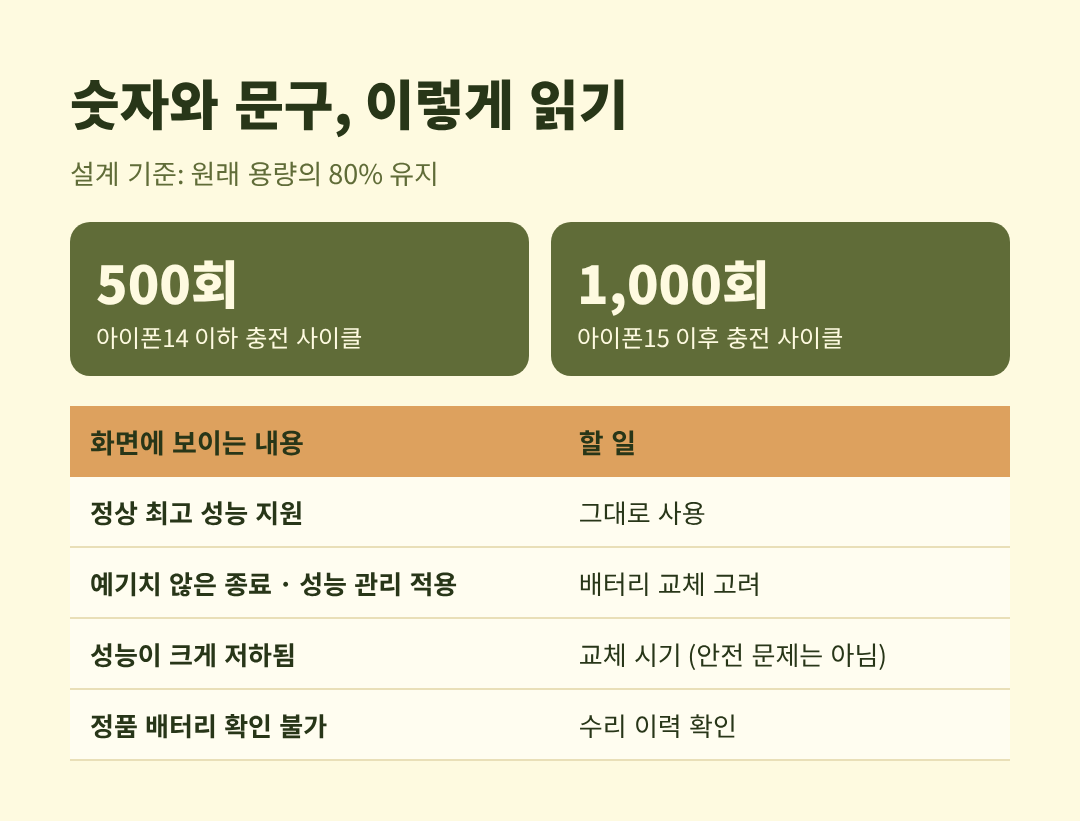 숫자와 문구, 이렇게 읽기
설계 기준: 원래 용량의 80% 유지
500회
아이폰14 이하 충전 사이클
1,000회
아이폰15 이후 충전 사이클
화면에 보이는 내용 할 일
정상 최고 성능 지원 그대로 사용
예기치 않은 종료 · 성능 관리 적용 배터리 교체 고려
성능이 크게 저하됨 교체 시기 (안전 문제는 아님)
정품 배터리 확인 불가 수리 이력 확인